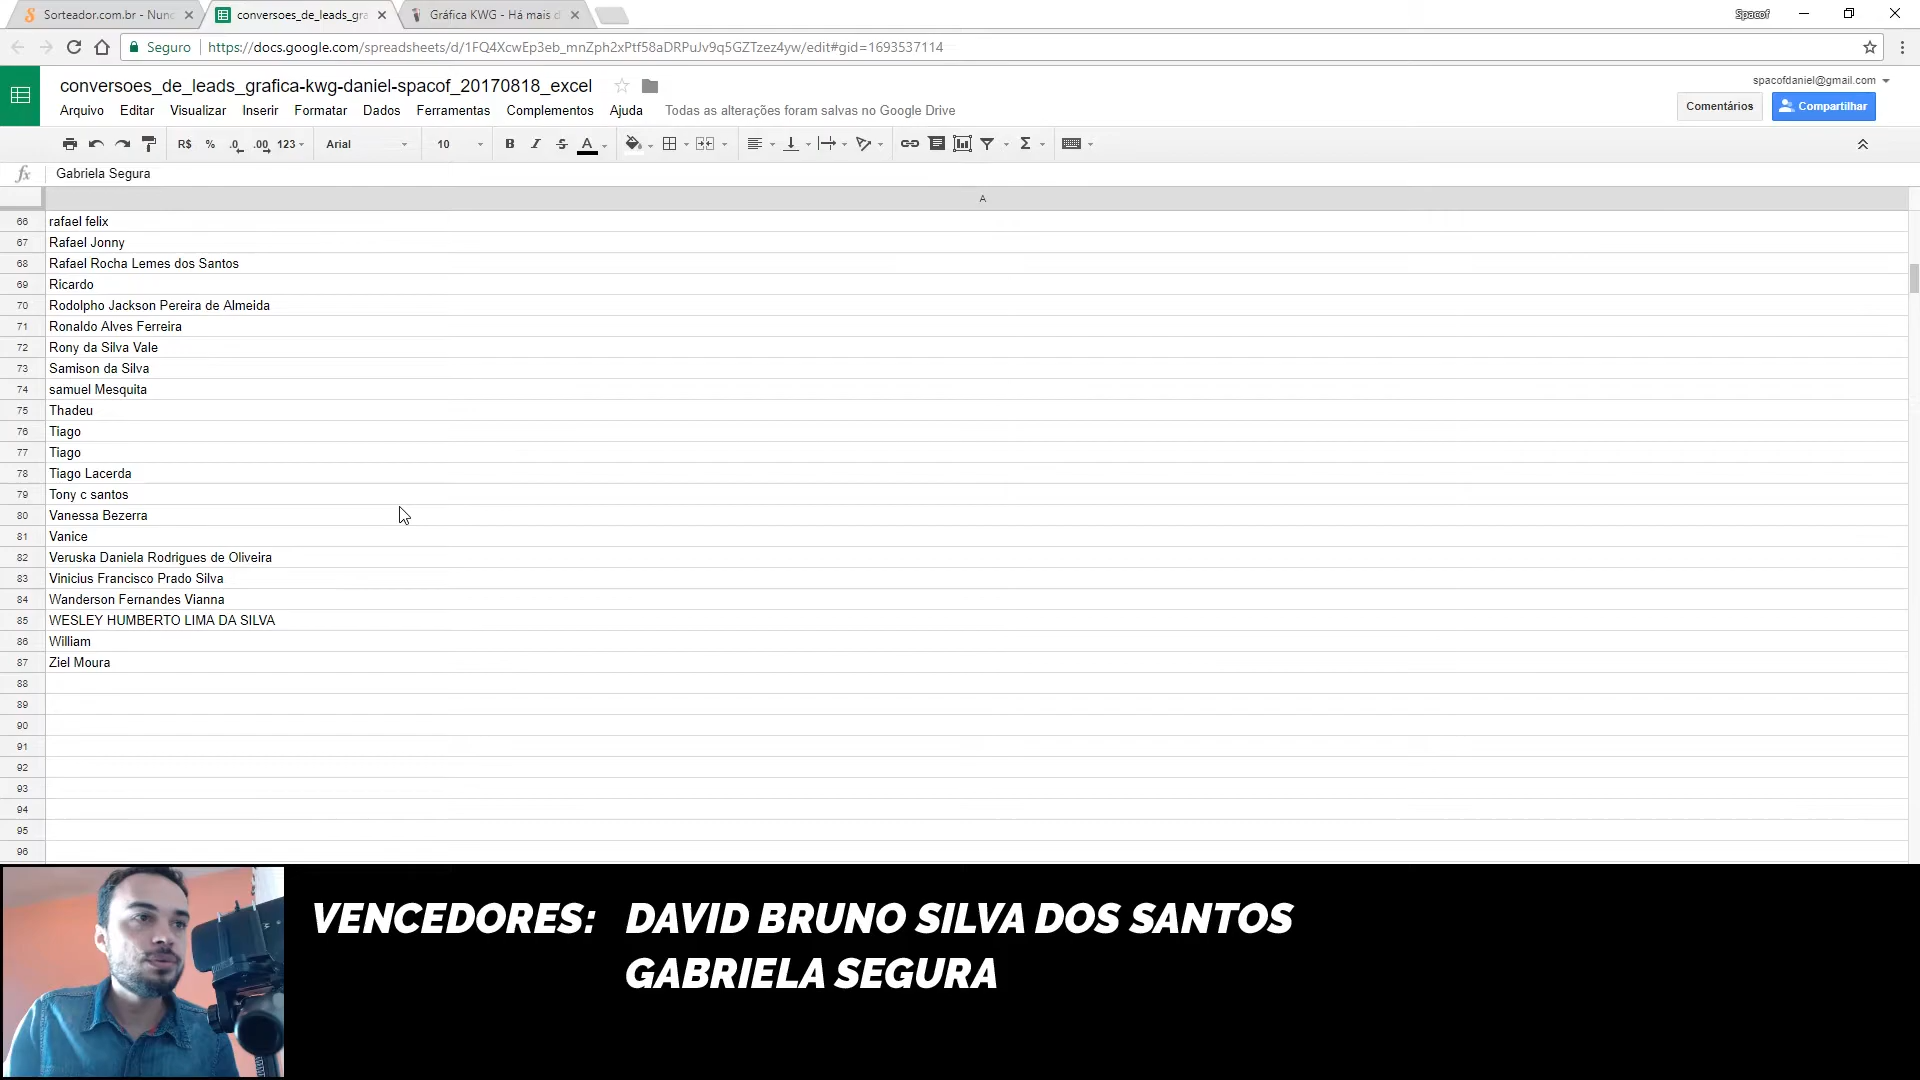 Sorteador.com.br - Nunc
conversoes_de_leads_gra
Gráfica KWG - Há mais d
Spacof
Seguro
https://docs.google.com/spreadsheets/d/1FQ4XcwEp3eb_mnZph2xPtf58aDRPuJv9q5GZTzez4yw/edit#gid=1693537114
conversoes_de_leads_grafica-kwg-daniel-spacof_20170818_excel
spacofdaniel@gmail.com
Arquivo Editar Visualizar Inserir Formatar Dados Ferramentas Complementos Ajuda Todas as alterações foram salvas no Google Drive
Comentários
Compartilhar
R$ % .0 .00 123 Arial 10 B I S A Σ
fx Gabriela Segura
A
66 rafael felix
67 Rafael Jonny
68 Rafael Rocha Lemes dos Santos
69 Ricardo
70 Rodolpho Jackson Pereira de Almeida
71 Ronaldo Alves Ferreira
72 Rony da Silva Vale
73 Samison da Silva
74 samuel Mesquita
75 Thadeu
76 Tiago
77 Tiago
78 Tiago Lacerda
79 Tony c santos
80 Vanessa Bezerra
81 Vanice
82 Veruska Daniela Rodrigues de Oliveira
83 Vinicius Francisco Prado Silva
84 Wanderson Fernandes Vianna
85 WESLEY HUMBERTO LIMA DA SILVA
86 William
87 Ziel Moura
88
89
90
91
92
93
94
95
96
VENCEDORES: DAVID BRUNO SILVA DOS SANTOS
GABRIELA SEGURA